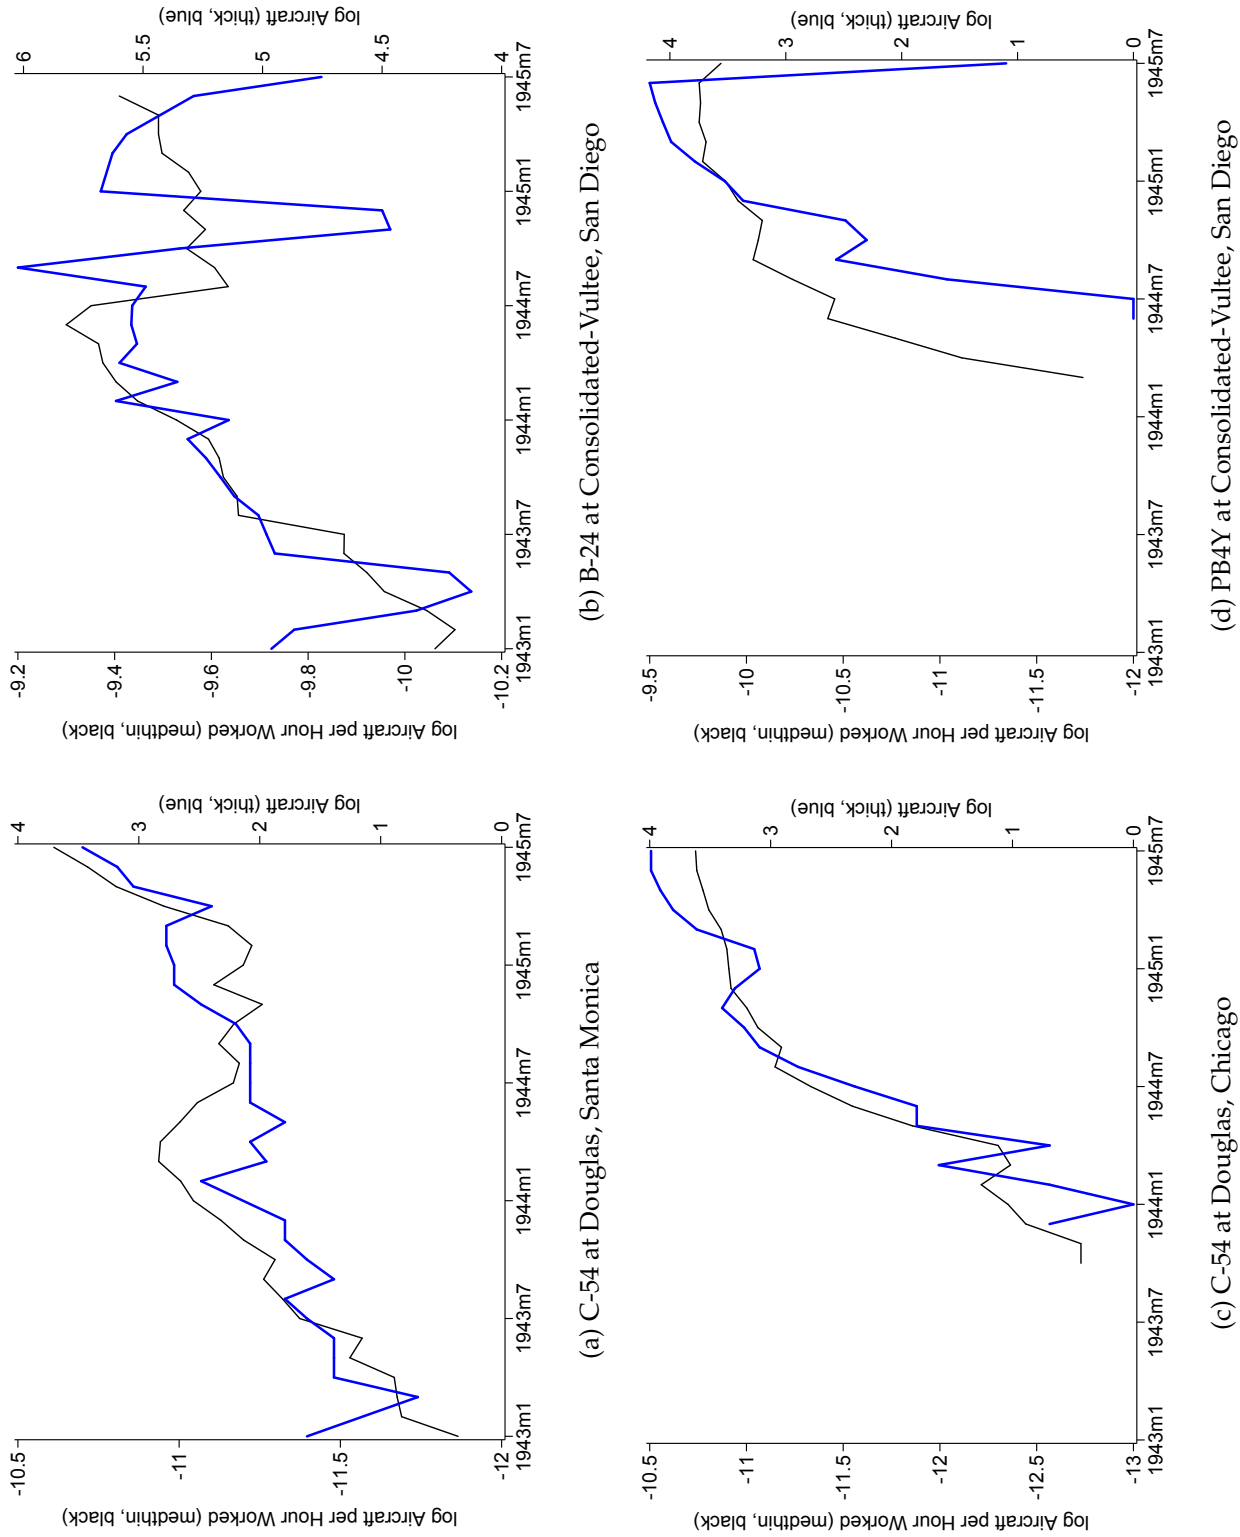 log Aircraft per Hour Worked (medthin, black)
-10.5
-11
-11.5
-12
log Aircraft (thick, blue)
4
3
2
1
0
1943m1
1943m7
1944m1
1944m7
1945m1
1945m7
(a) C-54 at Douglas, Santa Monica
log Aircraft per Hour Worked (medthin, black)
-9.2
-9.4
-9.6
-9.8
-10
-10.2
log Aircraft (thick, blue)
6
5.5
5
4.5
4
1943m1
1943m7
1944m1
1944m7
1945m1
1945m7
(b) B-24 at Consolidated-Vultee, San Diego
log Aircraft per Hour Worked (medthin, black)
-10.5
-11
-11.5
-12
-12.5
-13
log Aircraft (thick, blue)
4
3
2
1
0
1943m1
1943m7
1944m1
1944m7
1945m1
1945m7
(c) C-54 at Douglas, Chicago
log Aircraft per Hour Worked (medthin, black)
-9.5
-10
-10.5
-11
-11.5
-12
log Aircraft (thick, blue)
4
3
2
1
0
1943m1
1943m7
1944m1
1944m7
1945m1
1945m7
(d) PB4Y at Consolidated-Vultee, San Diego